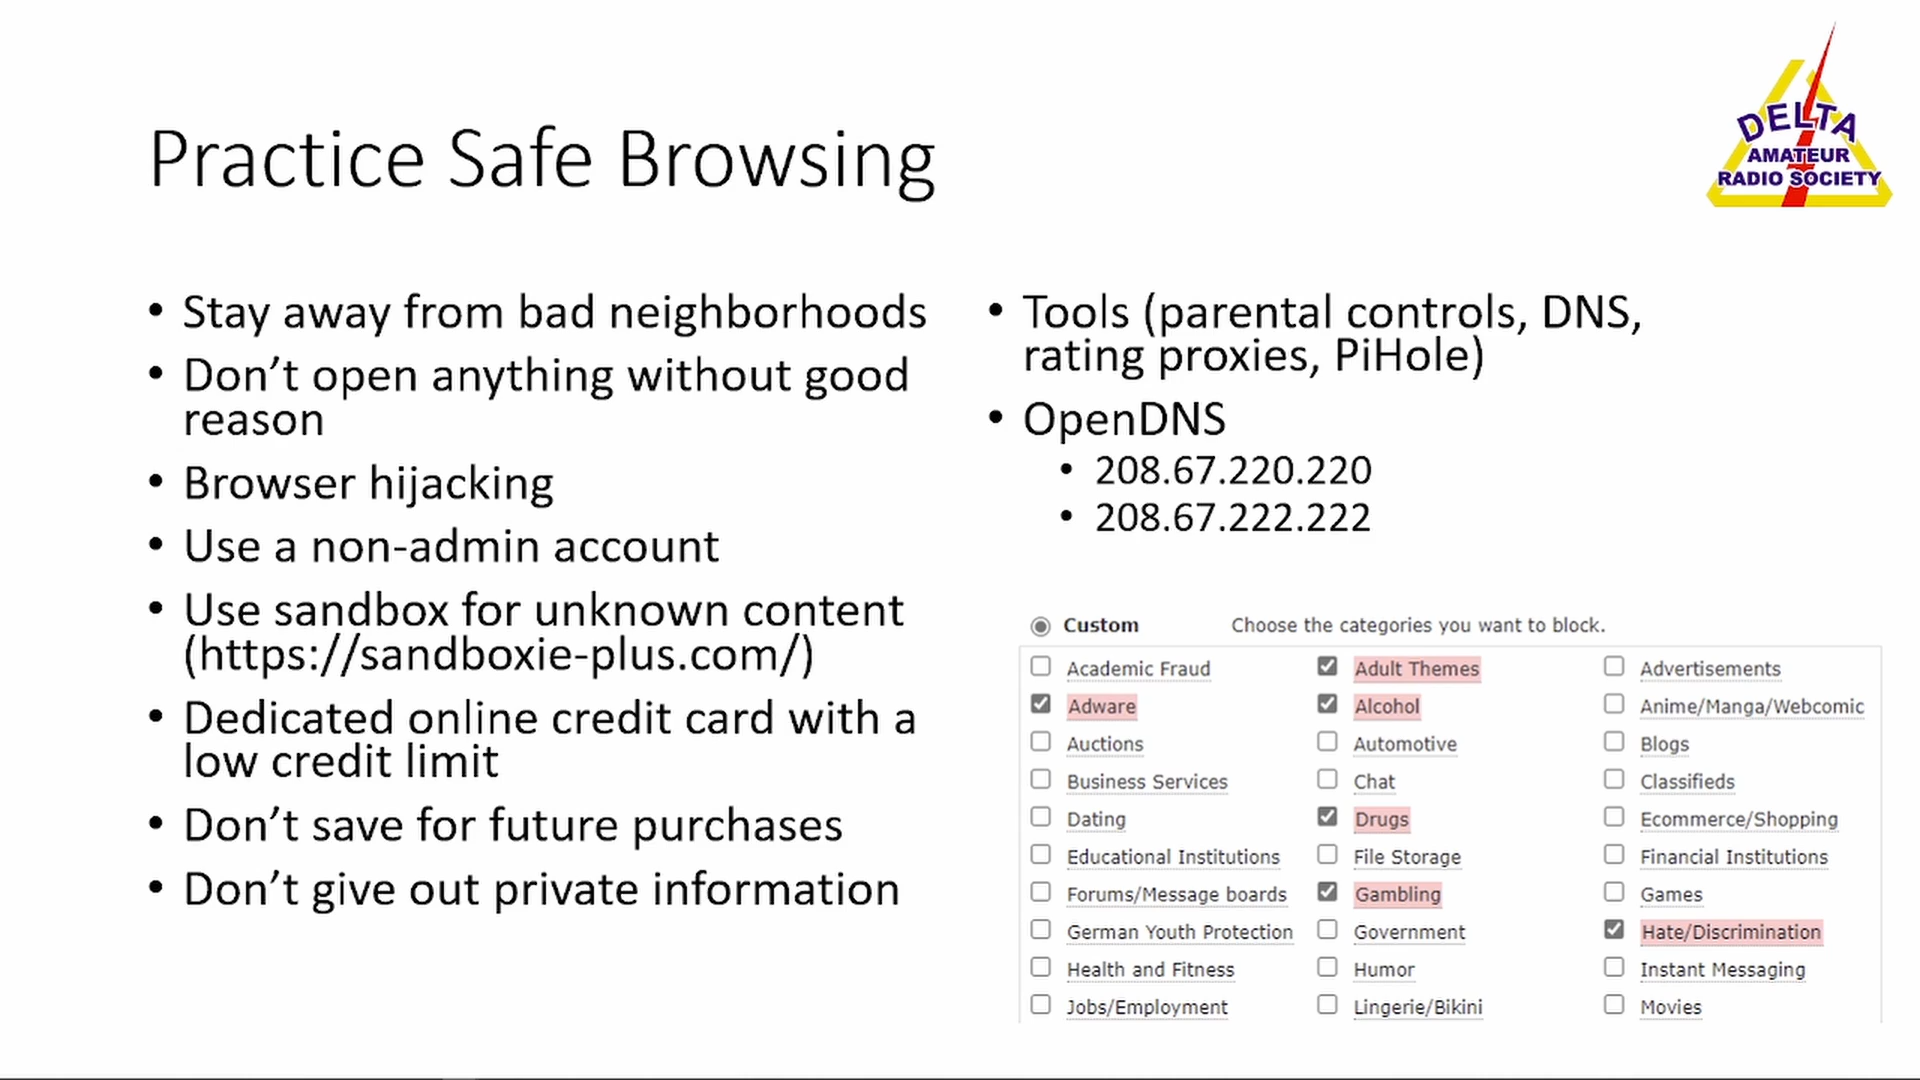 DELTA
AMATEUR
RADIO SOCIETY
Practice Safe Browsing
• Stay away from bad neighborhoods
• Don’t open anything without good
reason
• Browser hijacking
• Use a non-admin account
• Use sandbox for unknown content
(https://sandboxie-plus.com/)
• Dedicated online credit card with a
low credit limit
• Don’t save for future purchases
• Don’t give out private information
• Tools (parental controls, DNS,
rating proxies, PiHole)
• OpenDNS
• 208.67.220.220
• 208.67.222.222
Custom Choose the categories you want to block.
Academic Fraud Adult Themes Advertisements
Adware Alcohol Anime/Manga/Webcomic
Auctions Automotive Blogs
Business Services Chat Classifieds
Dating Drugs Ecommerce/Shopping
Educational Institutions File Storage Financial Institutions
Forums/Message boards Gambling Games
German Youth Protection Government Hate/Discrimination
Health and Fitness Humor Instant Messaging
Jobs/Employment Lingerie/Bikini Movies